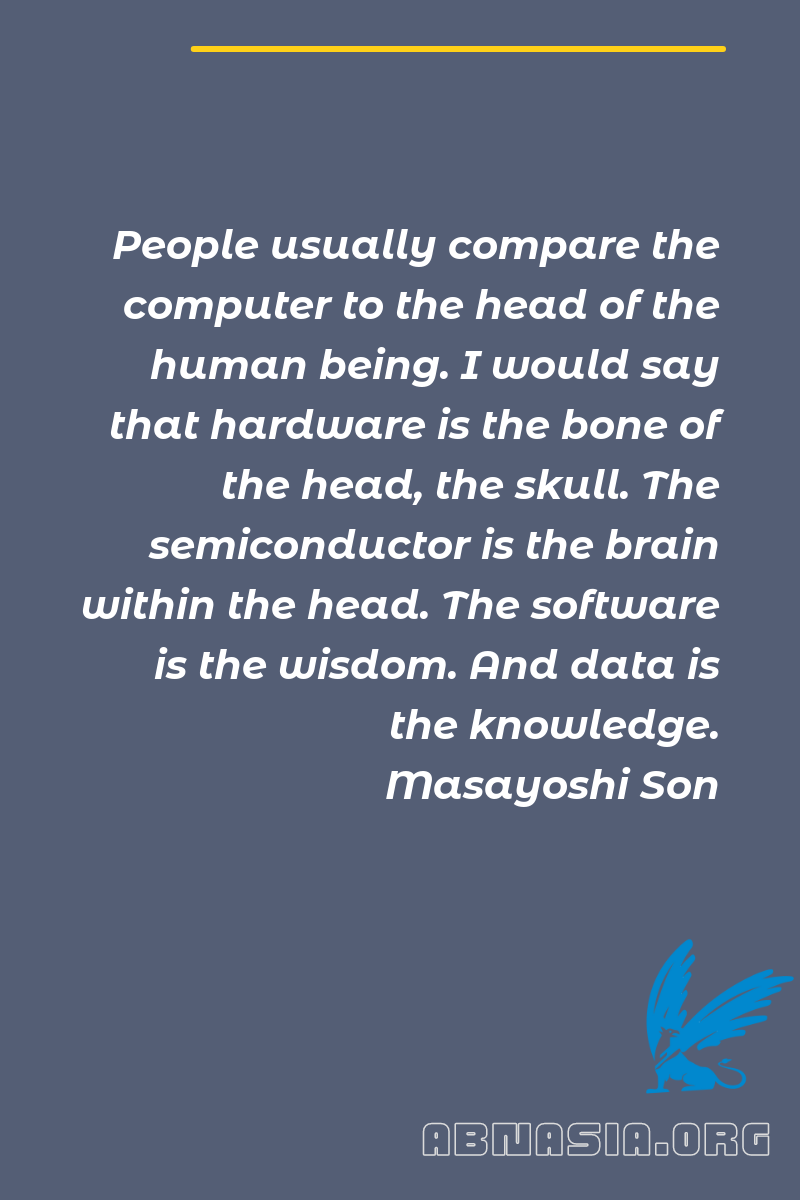 People usually compare the
computer to the head of the
human being. I would say
that hardware is the bone of
the head, the skull. The
semiconductor is the brain
within the head. The software
is the wisdom. And data is
the knowledge.
Masayoshi Son
ABNASIA.ORG